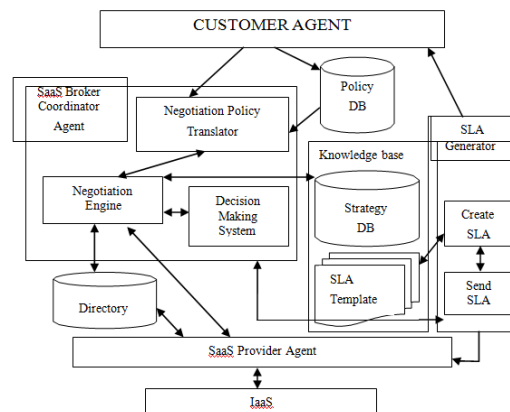 CUSTOMER AGENT
SaaS Broker
Coordinator
Agent
Negotiation Policy
Translator
Policy
DB
SLA
Generator
Knowledge base
Negotiation
Engine
Decision
Making
System
Strategy
DB
Create
SLA
Directory
SLA
Template
Send
SLA
SaaS Provider Agent
IaaS